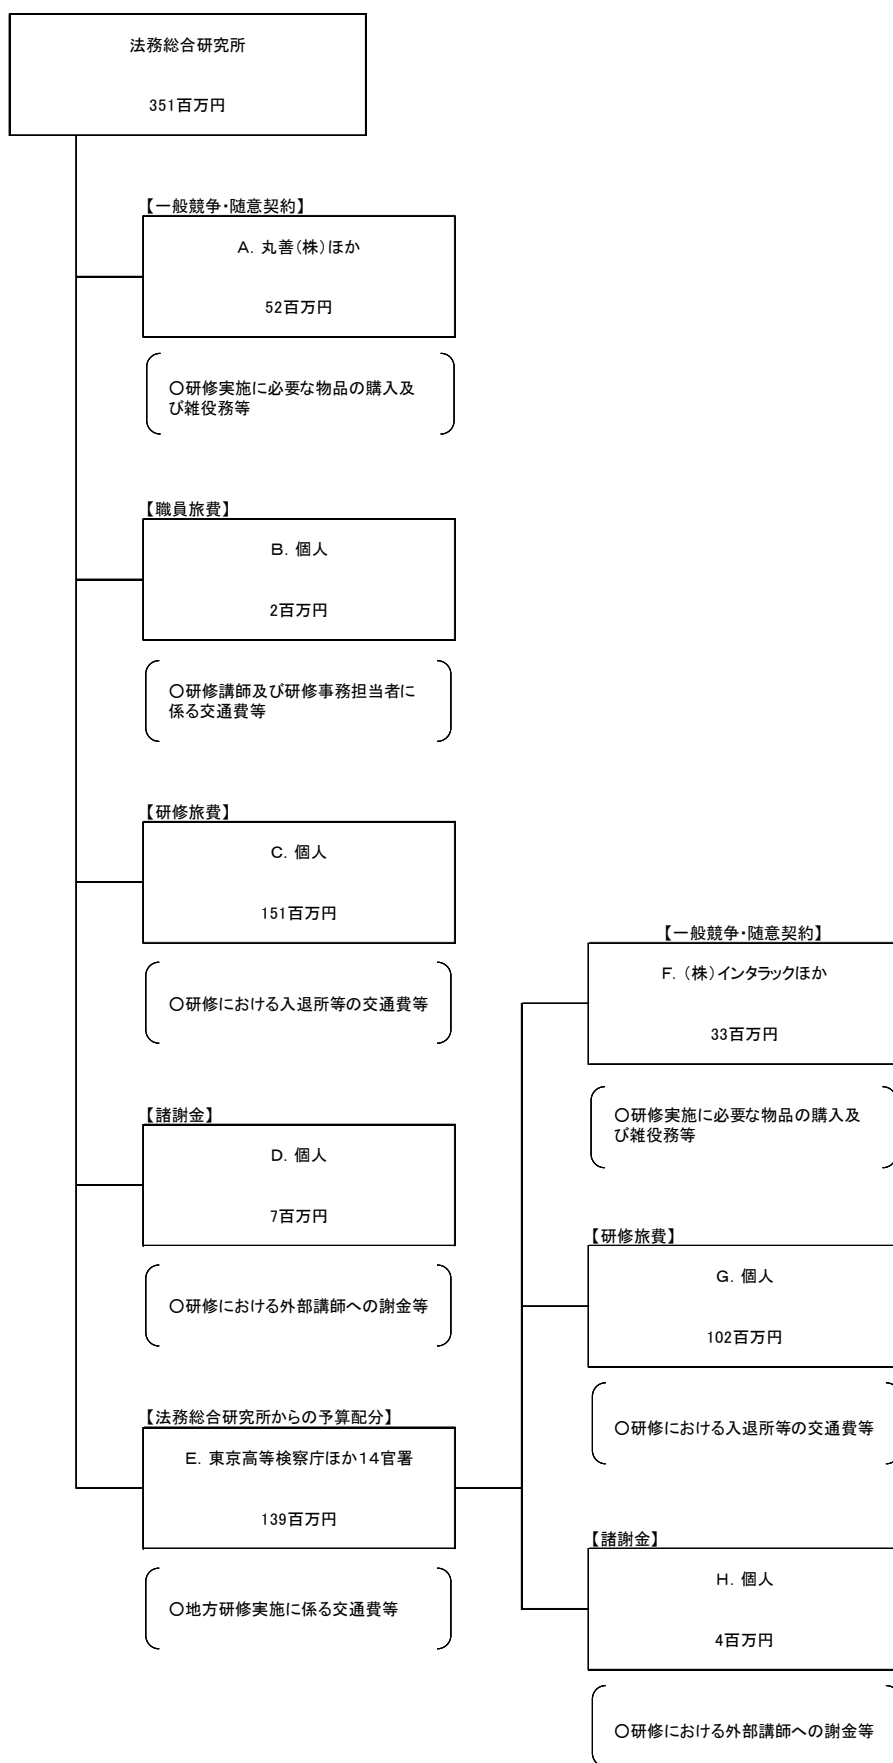 法務総合研究所
351百万円
【一般競争・随意契約】
A. 丸善(株)ほか
52百万円
○研修実施に必要な物品の購入及
び雑役務等
【職員旅費】
B. 個人
2百万円
○研修講師及び研修事務担当者に
係る交通費等
【研修旅費】
C. 個人
151百万円
○研修における入退所等の交通費等
【諸謝金】
D. 個人
7百万円
○研修における外部講師への謝金等
【法務総合研究所からの予算配分】
E. 東京高等検察庁ほか14官署
139百万円
○地方研修実施に係る交通費等
【一般競争・随意契約】
F. (株)インタラックほか
33百万円
○研修実施に必要な物品の購入及
び雑役務等
【研修旅費】
G. 個人
102百万円
○研修における入退所等の交通費等
【諸謝金】
H. 個人
4百万円
○研修における外部講師への謝金等